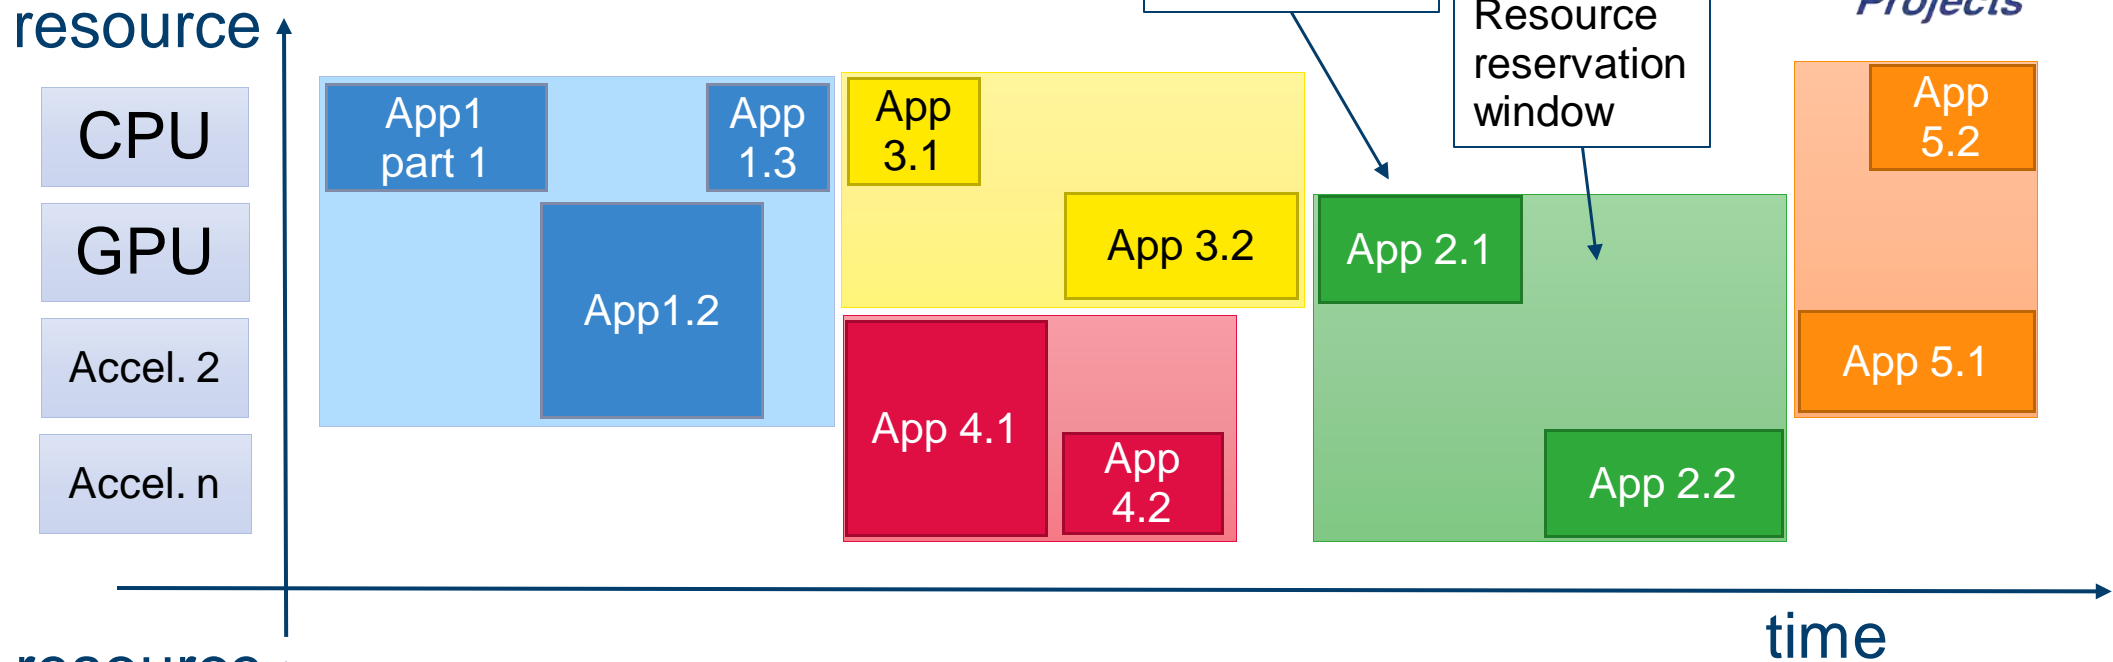 resource
Resource
reservation
window
Projects
CPU
GPU
Accel. 2
Accel. n
App1
part 1
App
1.3
App1.2
App
3.1
App 3.2
App 4.1
App
4.2
App 2.1
App 2.2
App
5.2
App 5.1
time
resource